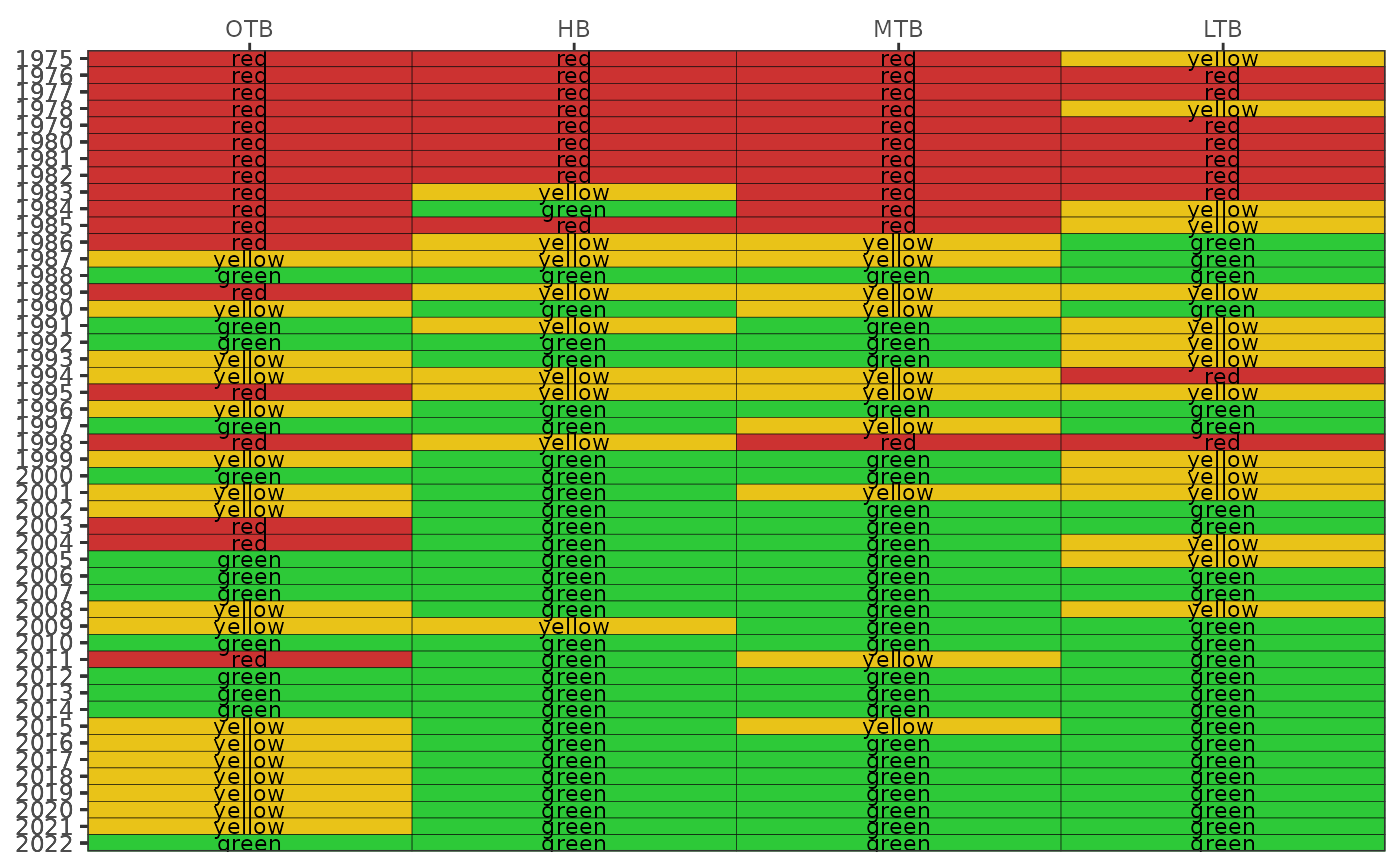 OTB HB MTB LTB
1975 red red red yellow
1976 red red red red
1977 red red red red
1978 red red red yellow
1979 red red red red
1980 red red red red
1981 red red red red
1982 red red red red
1983 red yellow red red
1984 red green red yellow
1985 red red red yellow
1986 red yellow yellow green
1987 yellow yellow yellow green
1988 green green green green
1989 red yellow yellow yellow
1990 yellow green yellow green
1991 green yellow green yellow
1992 green green green yellow
1993 yellow green green yellow
1994 yellow yellow yellow red
1995 red yellow yellow yellow
1996 yellow green green green
1997 green green yellow green
1998 red yellow red red
1999 yellow green green yellow
2000 green green green yellow
2001 yellow green yellow yellow
2002 yellow green green green
2003 red green green green
2004 red green green yellow
2005 green green green yellow
2006 green green green green
2007 green green green green
2008 yellow green green yellow
2009 yellow yellow green green
2010 green green green green
2011 red green yellow green
2012 green green green green
2013 green green green green
2014 green green green green
2015 yellow green yellow green
2016 yellow green green green
2017 yellow green green green
2018 yellow green green green
2019 yellow green green green
2020 yellow green green green
2021 yellow green green green
2022 green green green green